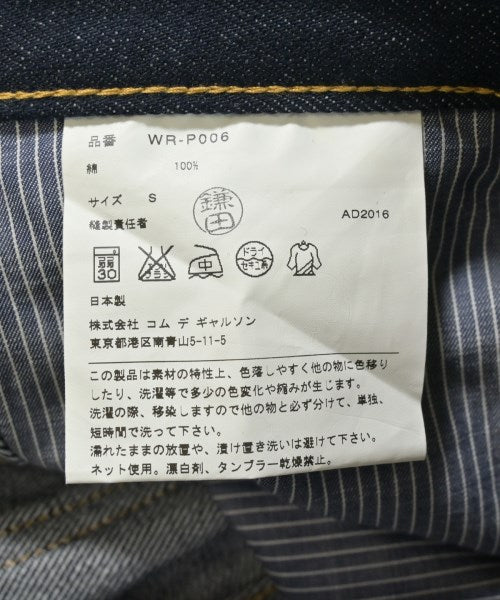 品番 WR-P006
綿 100%
サイズ S
鎌田
縫製責任者
AD2016
弱 30 中 ドライ セキユ系
日本製
株式会社 コム デ ギャルソン
東京都港区南青山5-11-5
この製品は素材の特性上、色落しやすく他の物に色移り
したり、洗濯等で多少の色変化や縮みが生じます。
洗濯の際、移染しますので他の物と必ず分けて、単独、
短時間で洗って下さい。
濡れたままの放置や、漬け置き洗いは避けて下さい。
ネット使用。漂白剤、タンブラー乾燥禁止。